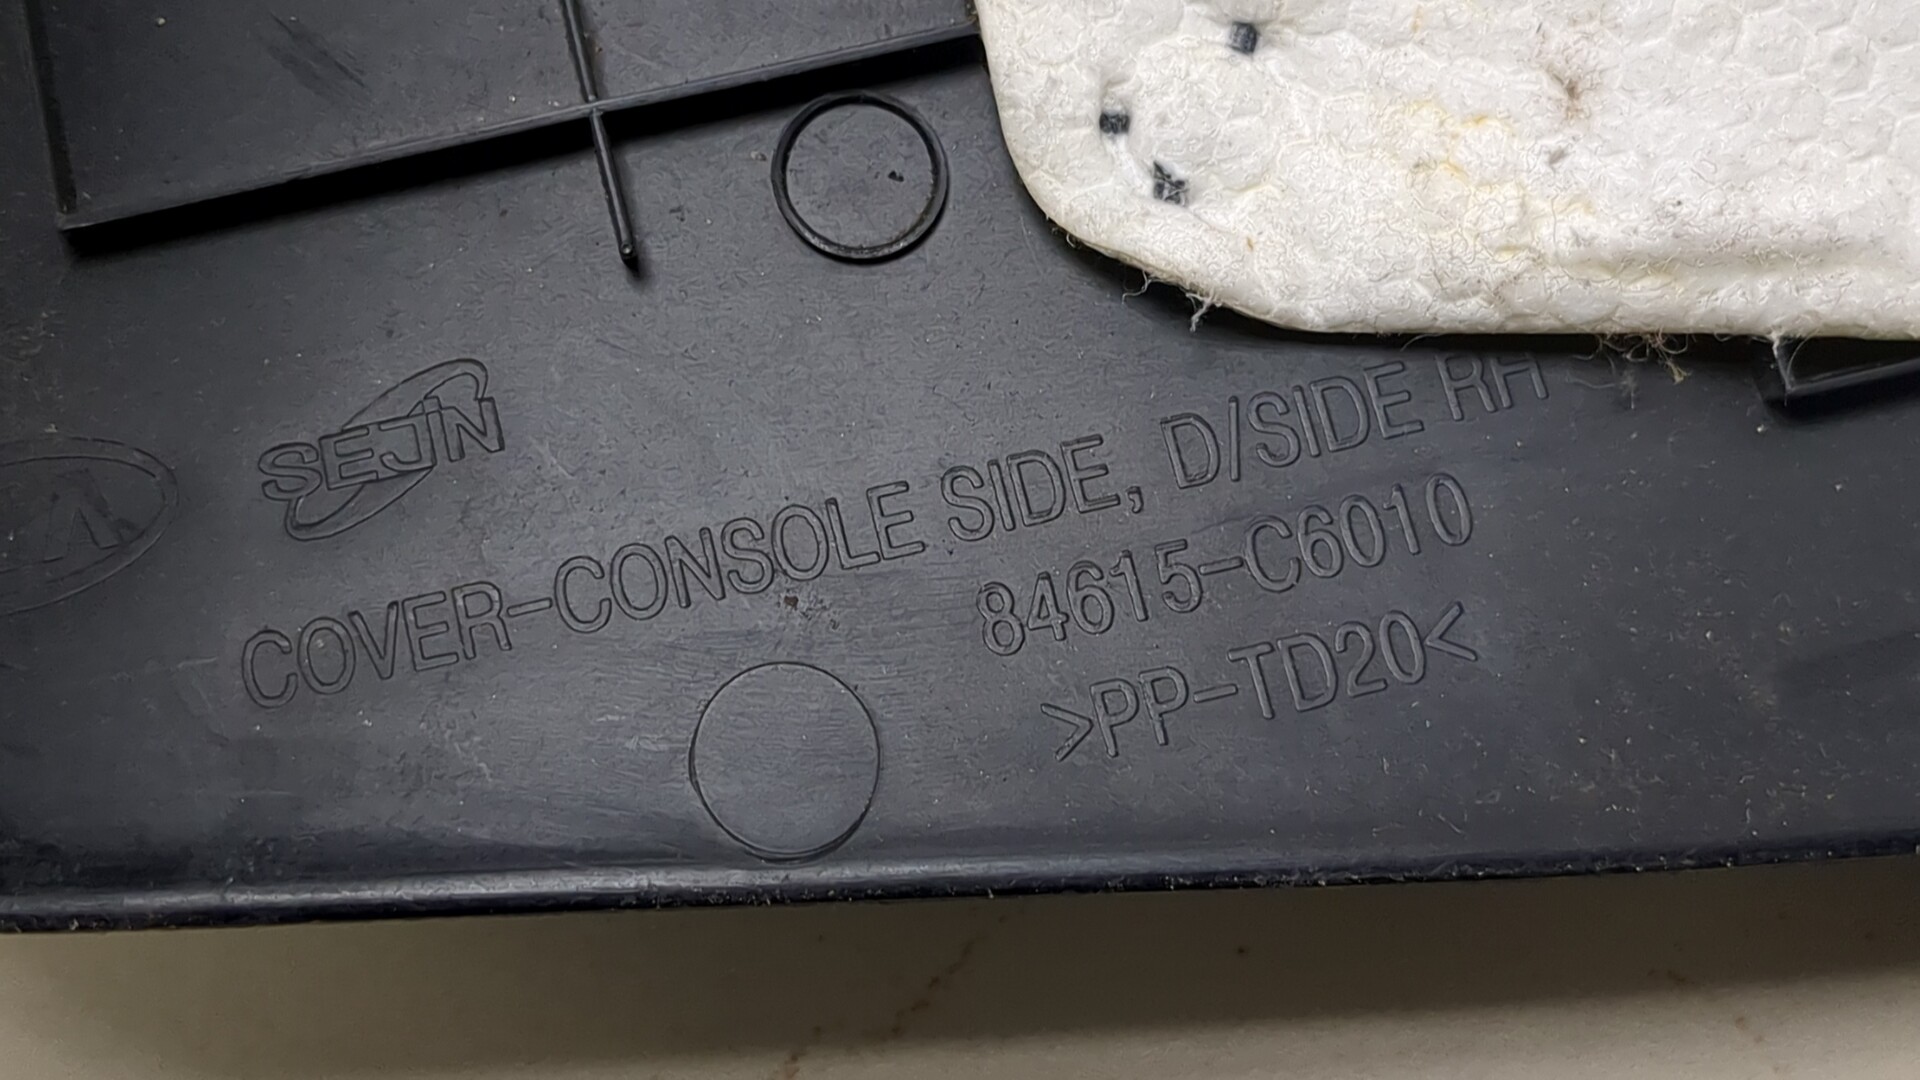 SEJIN
COVER-CONSOLE SIDE, D/SIDE RH
84615-C6010
>PP-TD20<